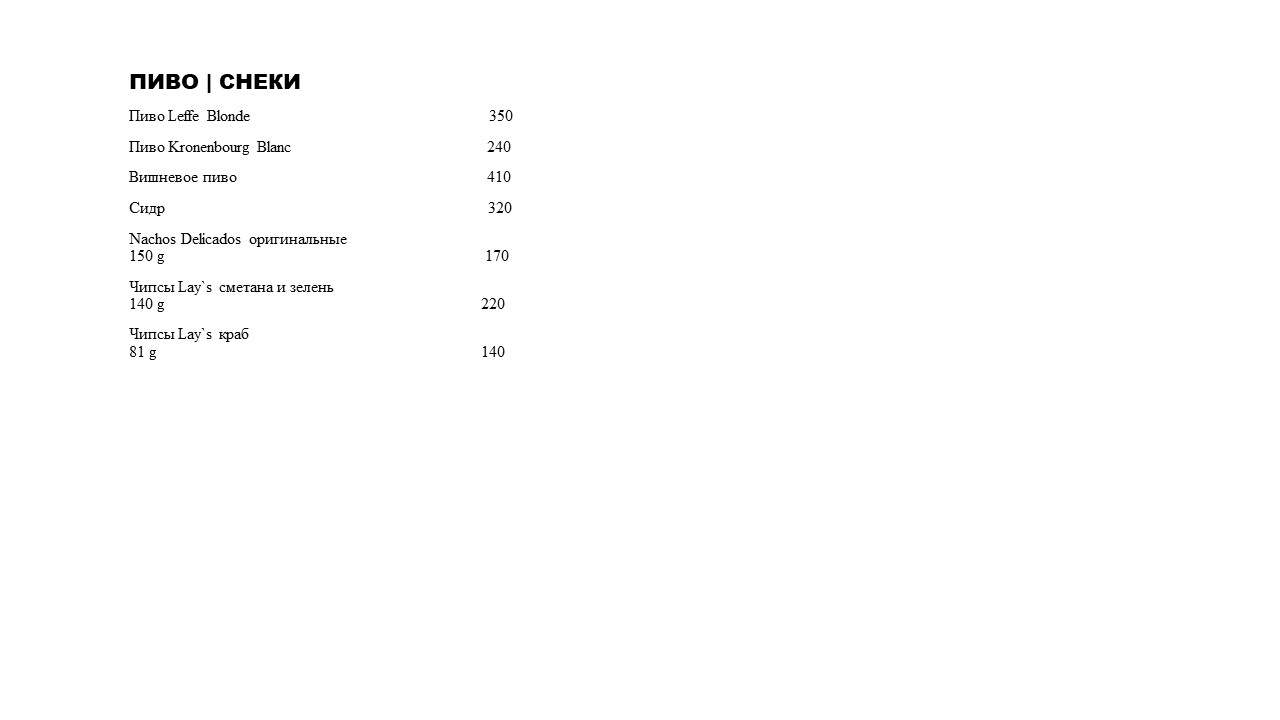 ПИВО | СНЕКИ
Пиво Leffe Blonde 350
Пиво Kronenbourg Blanc 240
Вишневое пиво 410
Сидр 320
Nachos Delicados оригинальные
150 g 170
Чипсы Lay`s сметана и зелень
140 g 220
Чипсы Lay`s краб
81 g 140